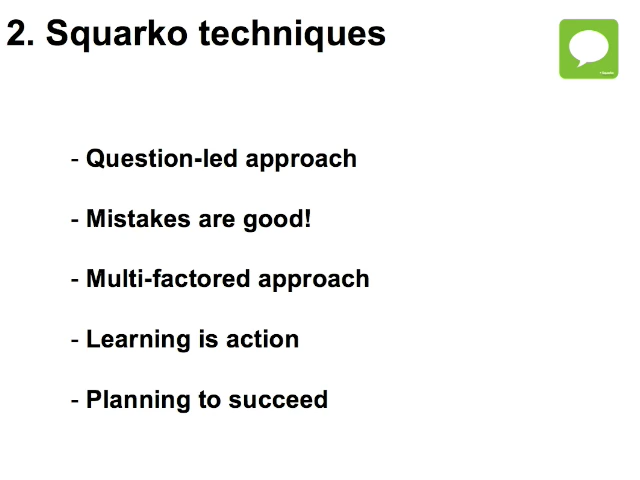 2. Squarko techniques
- Question-led approach
- Mistakes are good!
- Multi-factored approach
- Learning is action
- Planning to succeed